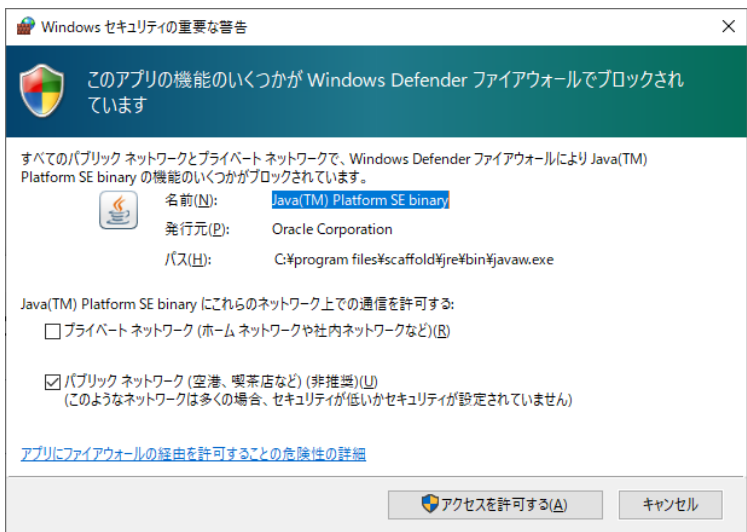 Windows セキュリティの重要な警告
このアプリの機能のいくつかが Windows Defender ファイアウォールでブロックされ
ています
すべてのパブリック ネットワークとプライベート ネットワークで、Windows Defender ファイアウォールにより Java(TM)
Platform SE binary の機能のいくつかがブロックされています。
名前(N): Java(TM) Platform SE binary
発行元(P): Oracle Corporation
パス(H): C:¥program files¥scaffold¥jre¥bin¥javaw.exe
Java(TM) Platform SE binary にこれらのネットワーク上での通信を許可する:
プライベート ネットワーク (ホーム ネットワークや社内ネットワークなど)(R)
パブリック ネットワーク (空港、喫茶店など) (非推奨)(U)
(このようなネットワークは多くの場合、セキュリティが低いかセキュリティが設定されていません)
アプリにファイアウォールの経由を許可することの危険性の詳細
アクセスを許可する(A) キャンセル